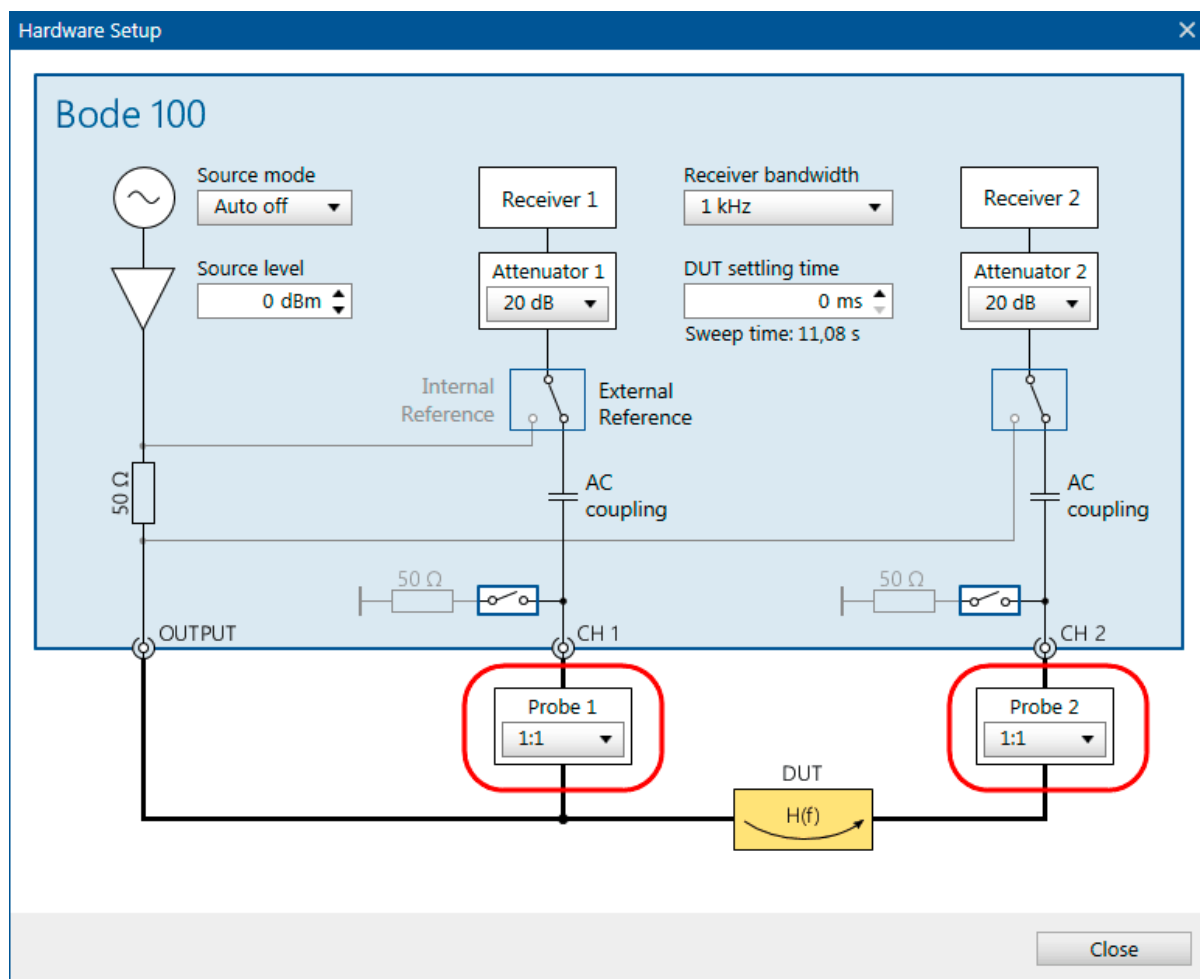 Hardware Setup
Bode 100
Source mode
Auto off
Source level
0 dBm
Receiver 1
Attenuator 1
20 dB
Receiver bandwidth
1 kHz
DUT settling time
0 ms
Sweep time: 11,08 s
Receiver 2
Attenuator 2
20 dB
Internal
Reference
External
Reference
50 Ω
AC
coupling
AC
coupling
50 Ω
50 Ω
OUTPUT
CH 1
CH 2
Probe 1
1:1
Probe 2
1:1
DUT
H(f)
Close